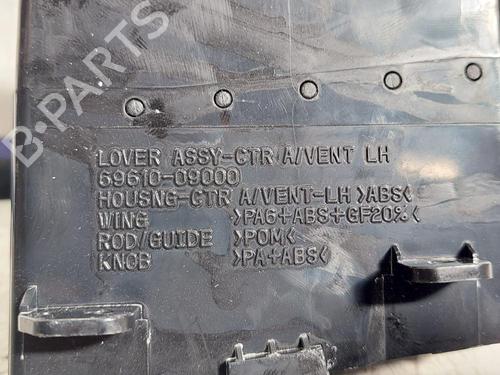 B-PARTS
LOVER ASSY-CTR A/VENT LH
69610-09000
HOUSNG-CTR A/VENT-LH >ABS<
WING >PA6+ABS+GF20%<
ROD/GUIDE >POM<
KNOB >PA+ABS<